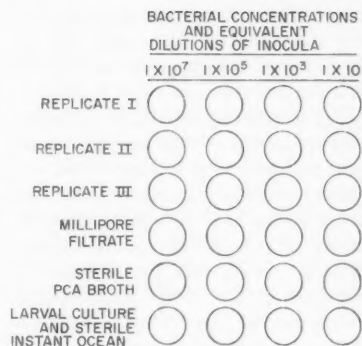 BACTERIAL CONCENTRATIONS
AND EQUIVALENT
DILUTIONS OF INOCULA
1 X 10⁷ 1 X 10⁵ 1 X 10³ 1 X 10
REPLICATE I
REPLICATE II
REPLICATE III
MILLIPORE
FILTRATE
STERILE
PCA BROTH
LARVAL CULTURE
AND STERILE
INSTANT OCEAN